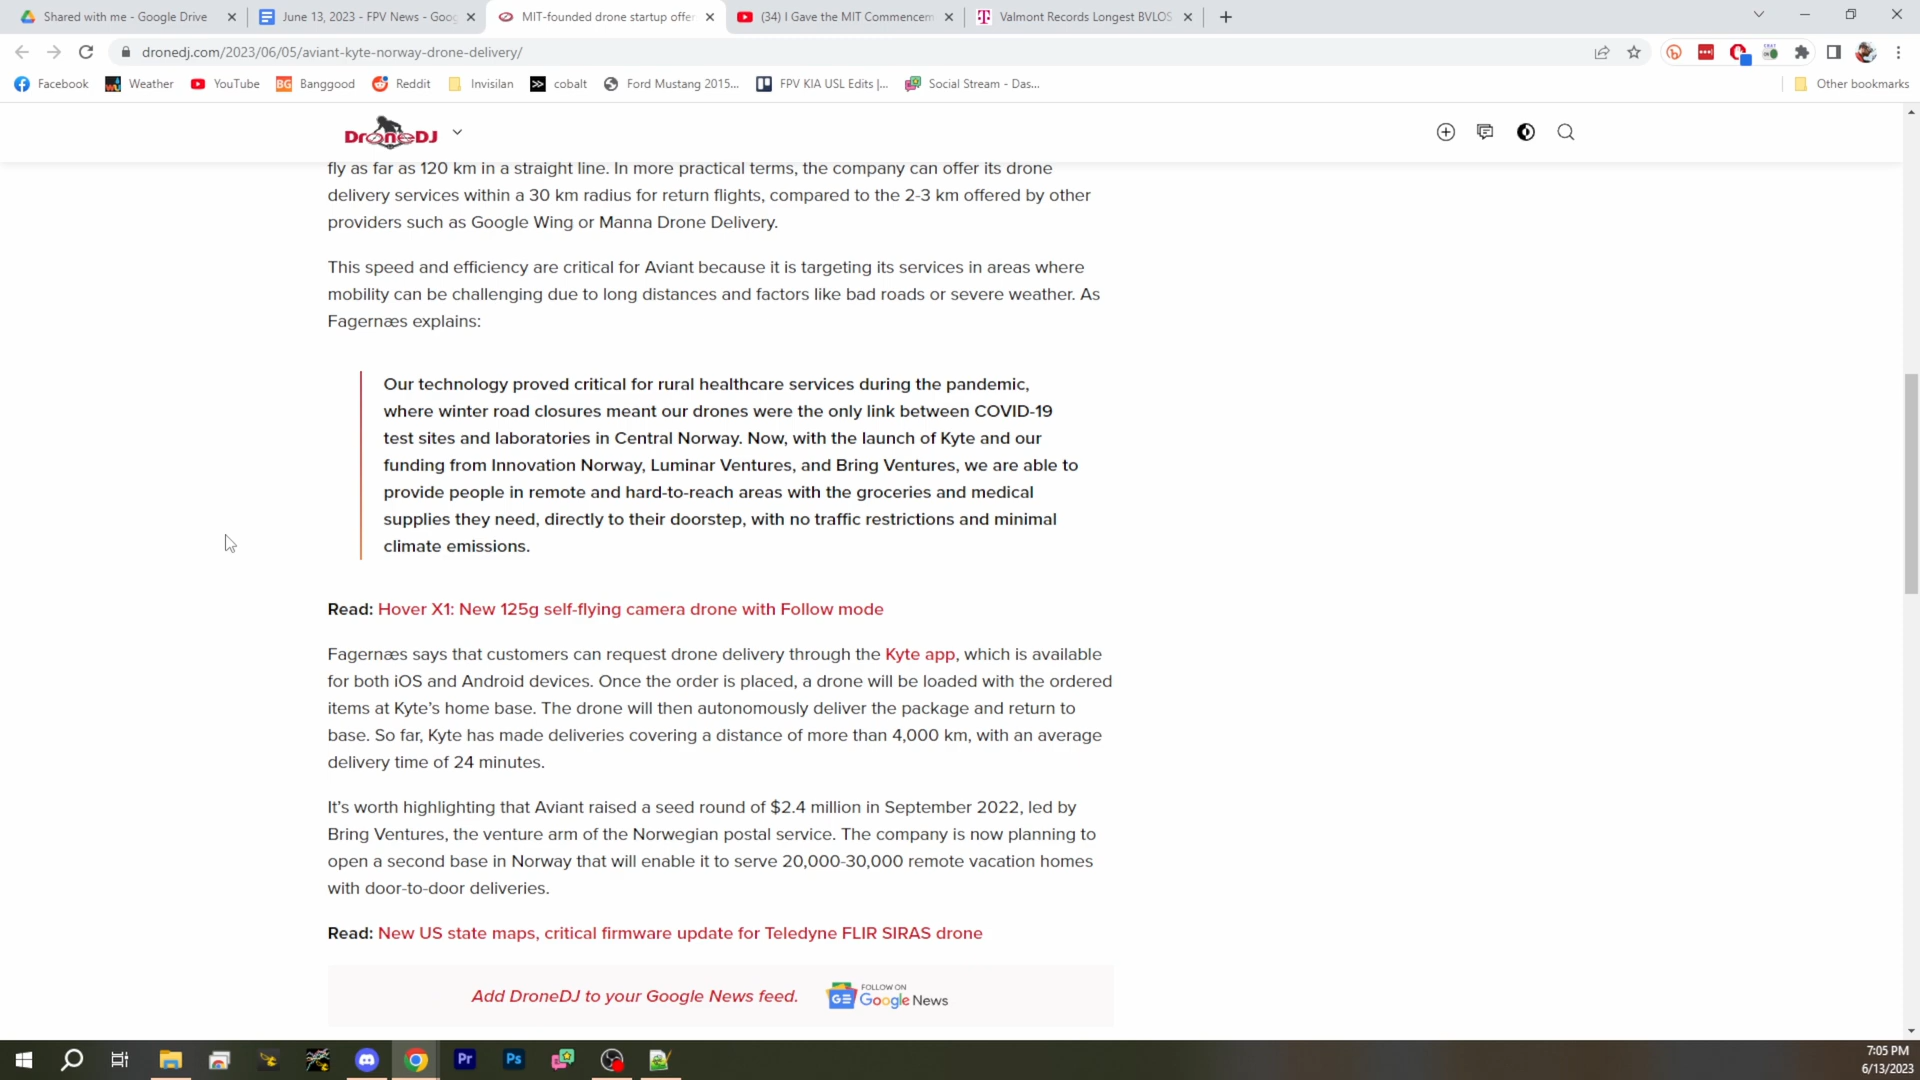 Shared with me - Google Drive
June 13, 2023 - FPV News - Goog
MIT-founded drone startup offer
(34) I Gave the MIT Commencem
Valmont Records Longest BVLOS
dronedj.com/2023/06/05/aviant-kyte-norway-drone-delivery/
Facebook
Weather
YouTube
BG Banggood
Reddit
Invisilan
cobalt
Ford Mustang 2015...
FPV KIA USL Edits |...
Social Stream - Das...
Other bookmarks
DroneDJ
fly as far as 120 km in a straight line. In more practical terms, the company can offer its drone
delivery services within a 30 km radius for return flights, compared to the 2-3 km offered by other
providers such as Google Wing or Manna Drone Delivery.
This speed and efficiency are critical for Aviant because it is targeting its services in areas where
mobility can be challenging due to long distances and factors like bad roads or severe weather. As
Fagernæs explains:
Our technology proved critical for rural healthcare services during the pandemic,
where winter road closures meant our drones were the only link between COVID-19
test sites and laboratories in Central Norway. Now, with the launch of Kyte and our
funding from Innovation Norway, Luminar Ventures, and Bring Ventures, we are able to
provide people in remote and hard-to-reach areas with the groceries and medical
supplies they need, directly to their doorstep, with no traffic restrictions and minimal
climate emissions.
Read: Hover X1: New 125g self-flying camera drone with Follow mode
Fagernæs says that customers can request drone delivery through the Kyte app, which is available
for both iOS and Android devices. Once the order is placed, a drone will be loaded with the ordered
items at Kyte’s home base. The drone will then autonomously deliver the package and return to
base. So far, Kyte has made deliveries covering a distance of more than 4,000 km, with an average
delivery time of 24 minutes.
It’s worth highlighting that Aviant raised a seed round of $2.4 million in September 2022, led by
Bring Ventures, the venture arm of the Norwegian postal service. The company is now planning to
open a second base in Norway that will enable it to serve 20,000-30,000 remote vacation homes
with door-to-door deliveries.
Read: New US state maps, critical firmware update for Teledyne FLIR SIRAS drone
Add DroneDJ to your Google News feed.
FOLLOW ON
Google News
Pr
Ps
7:05 PM
6/13/2023